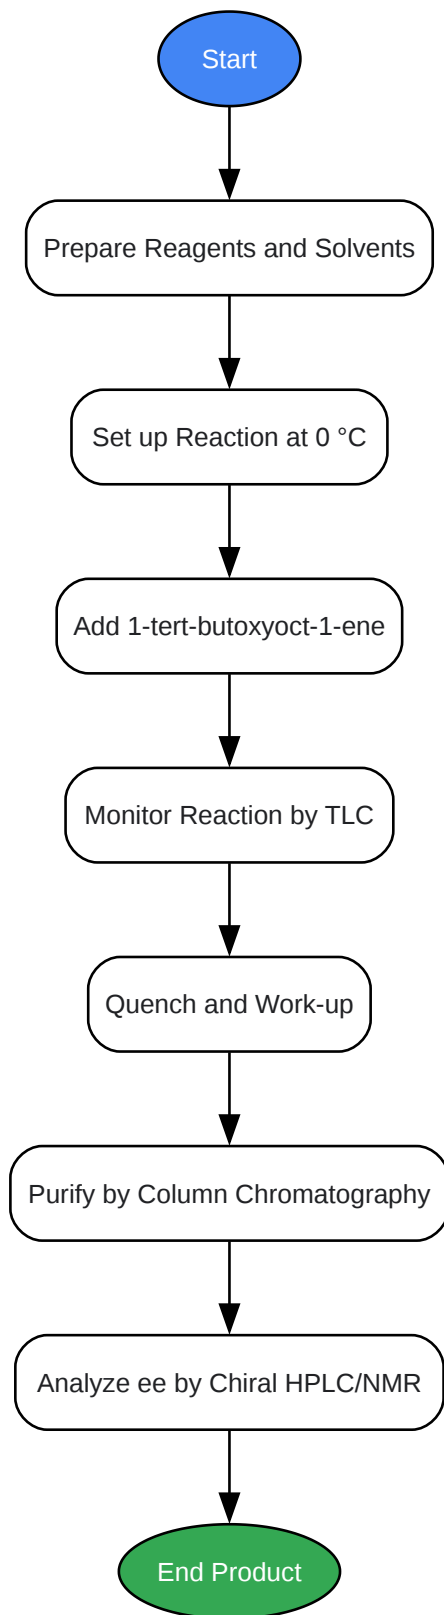 Start
Prepare Reagents and Solvents
Set up Reaction at 0 °C
Add 1-tert-butoxyoct-1-ene
Monitor Reaction by TLC
Quench and Work-up
Purify by Column Chromatography
Analyze ee by Chiral HPLC/NMR
End Product